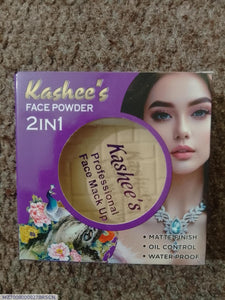 Kashee's
FACE POWDER
2IN1
Kashee's
Professional
Face Mack Up
• MATTE FINISH
• OIL CONTROL
• WATER PROOF